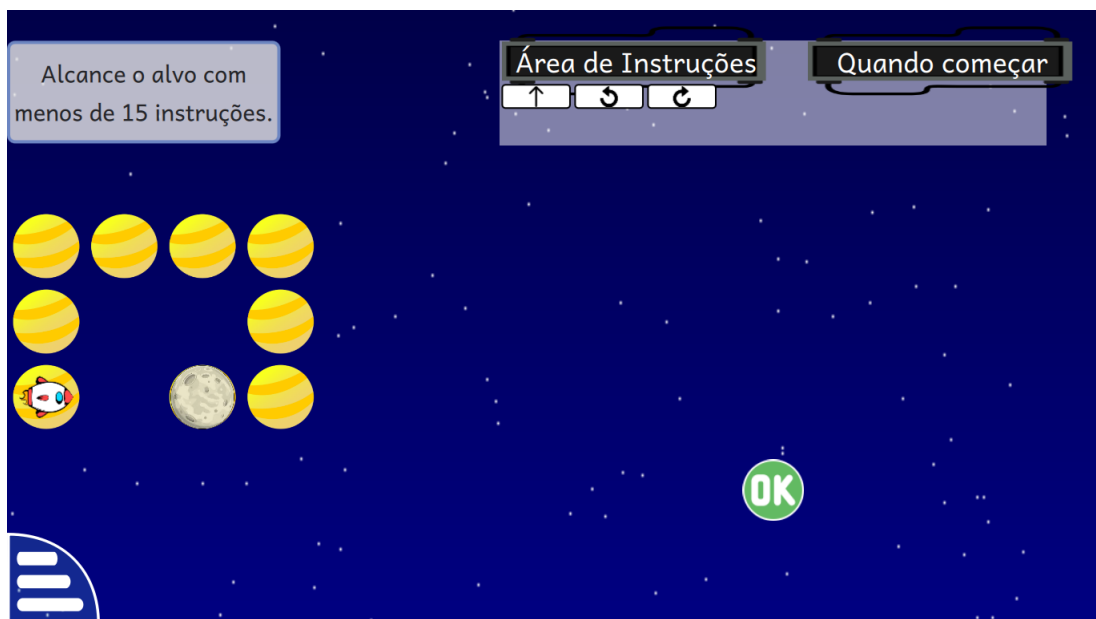 Alcance o alvo com
menos de 15 instruções.
Área de Instruções
Quando começar
OK